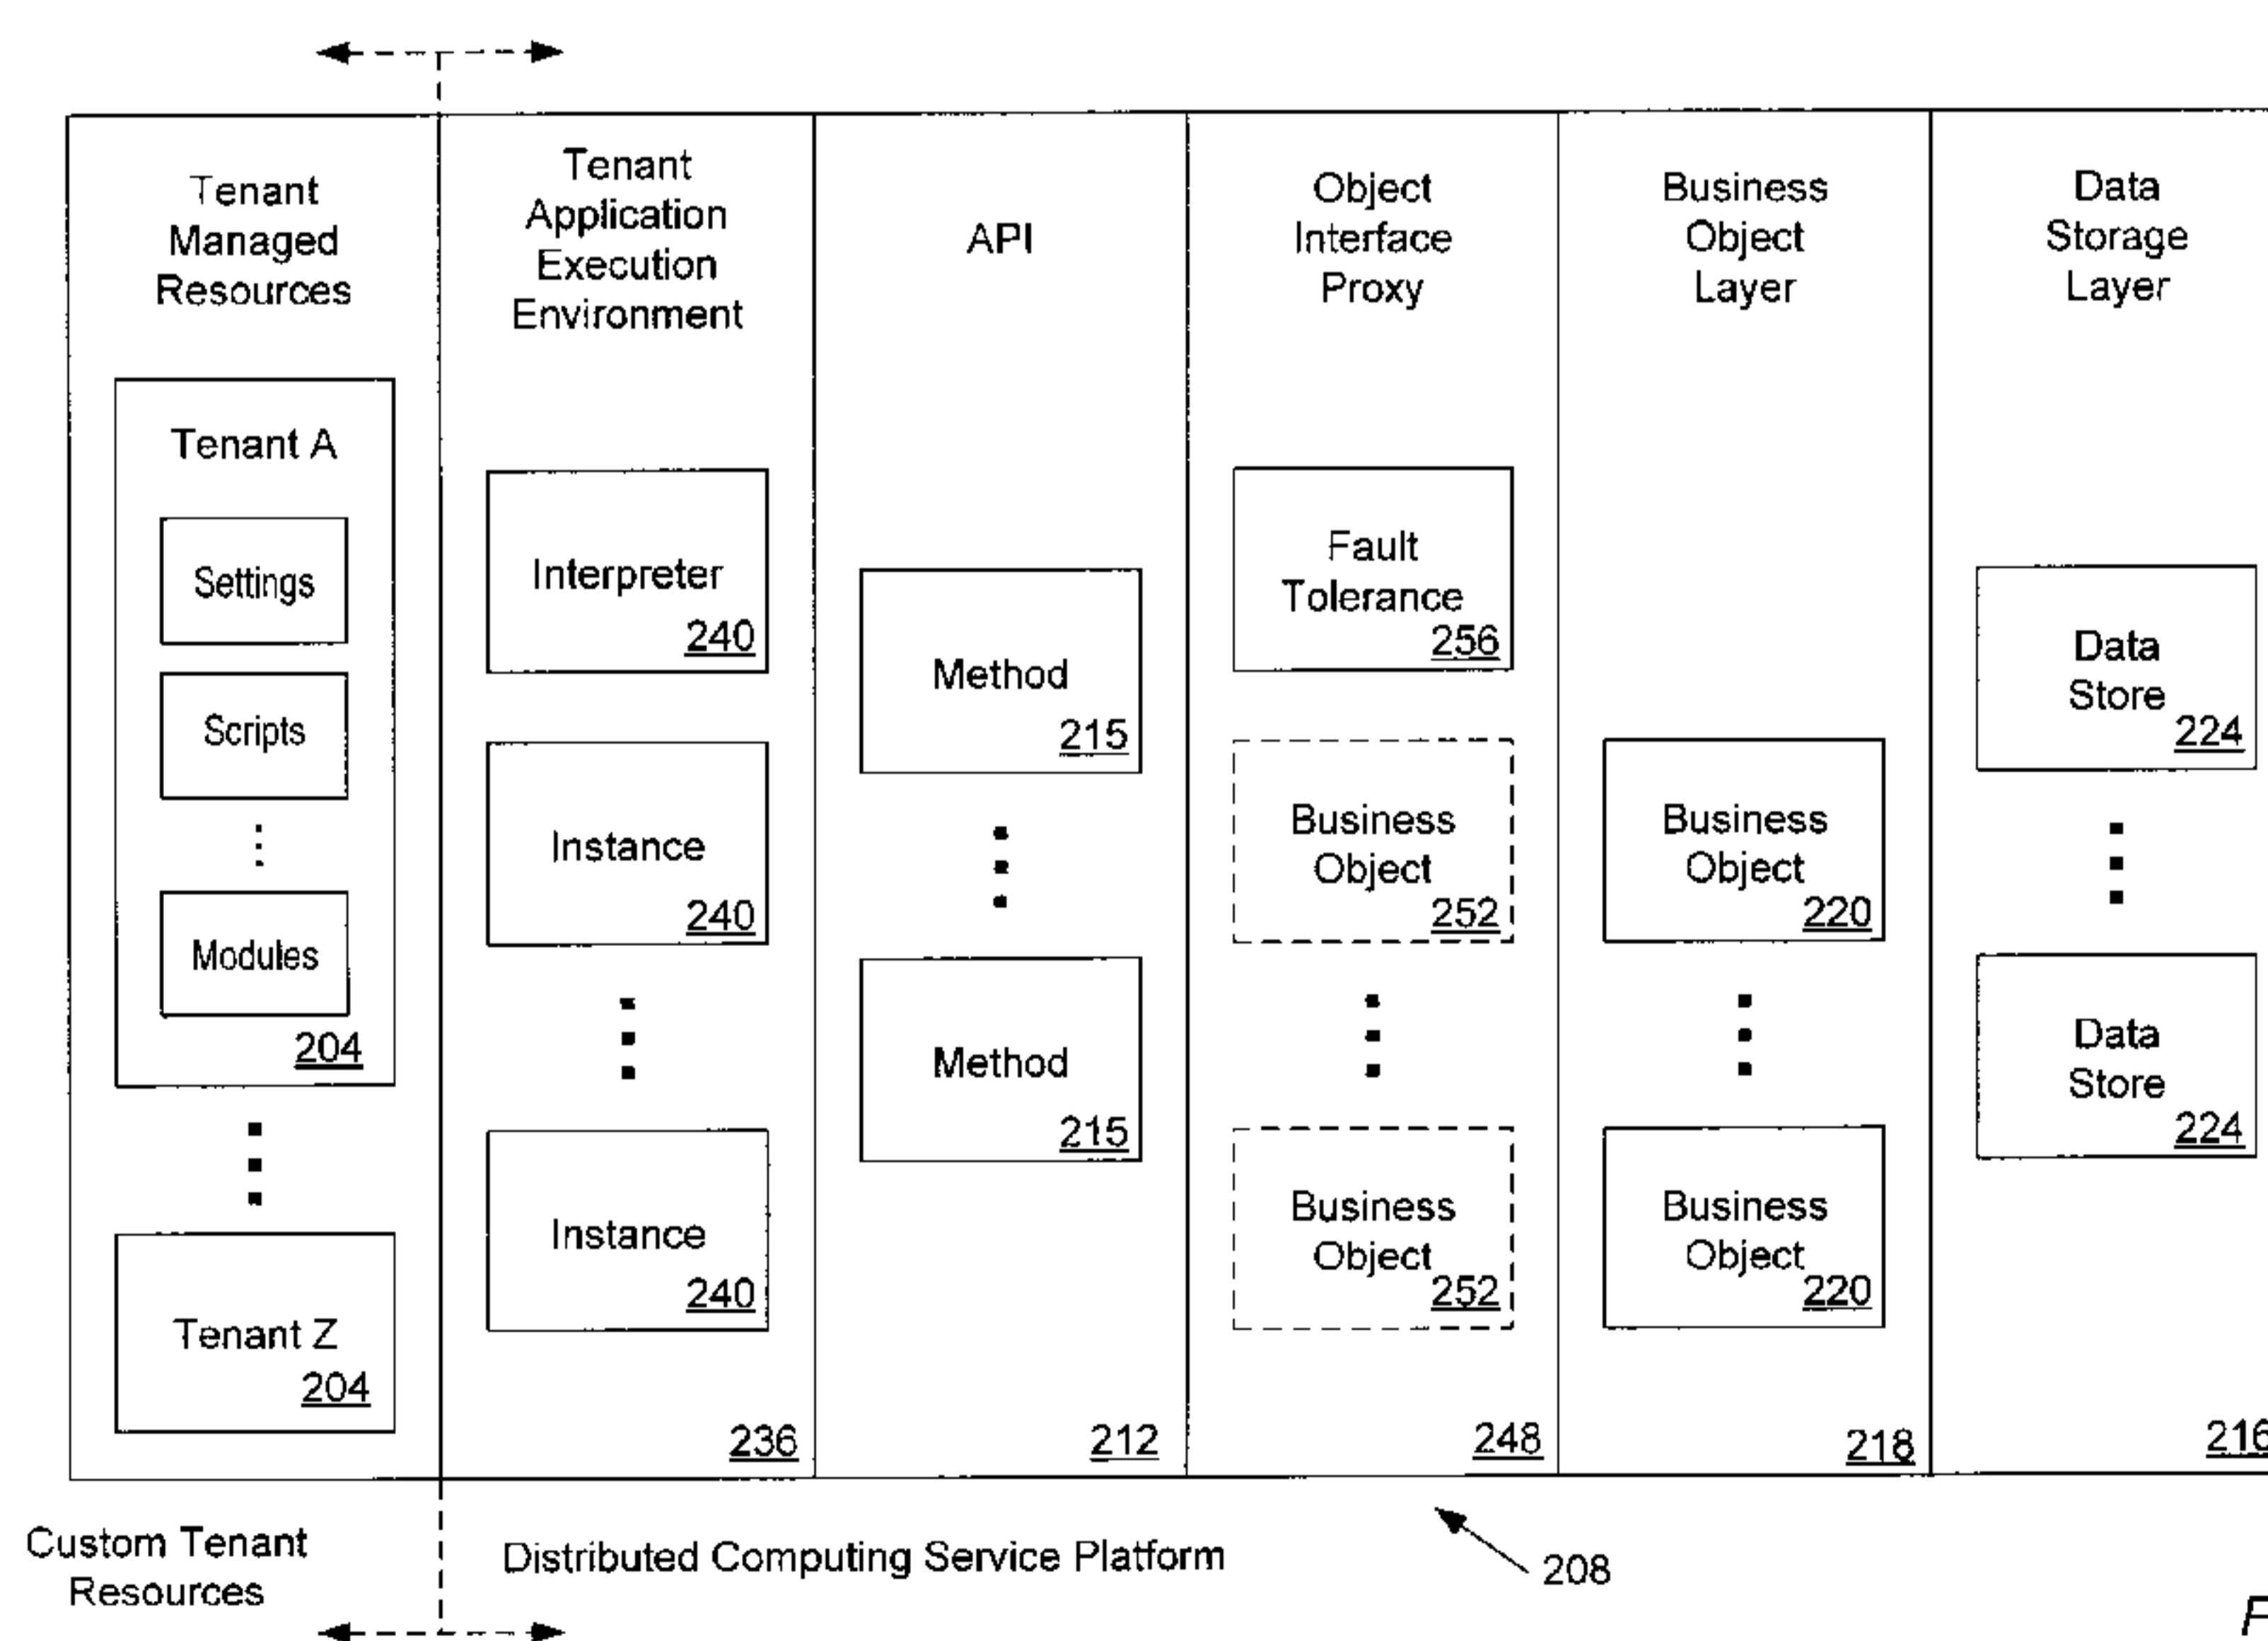 Tenant
Managed
Resources
Tenant A
Settings
Scripts
Modules
204
Tenant Z
204
Tenant
Application
Execution
Environment
Interpreter
240
Instance
240
Instance
240
236
API
Method
215
Method
215
212
Object
Interface
Proxy
Fault
Tolerance
256
Business
Object
252
Business
Object
252
248
Business
Object
Layer
Business
Object
220
Business
Object
220
218
Data
Storage
Layer
Data
Store
224
Data
Store
224
216
Custom Tenant
Resources
Distributed Computing Service Platform
208